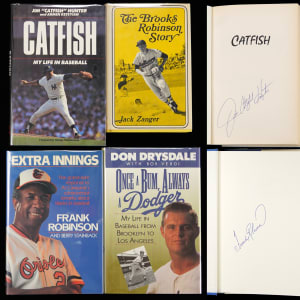 JIM "CATFISH" HUNTER
and ARMEN KETEYIAN
CATFISH
MY LIFE IN BASEBALL
The Brooks
Robinson
Story
Jack Zanger
CATFISH
EXTRA INNINGS
FRANK
ROBINSON
AND BERRY STAINBACK
Orioles
DON DRYSDALE
WITH BOB VERDI
ONCE A BUM, ALWAYS
A
Dodger
My Life in
Baseball from
Brooklyn to
Los Angeles